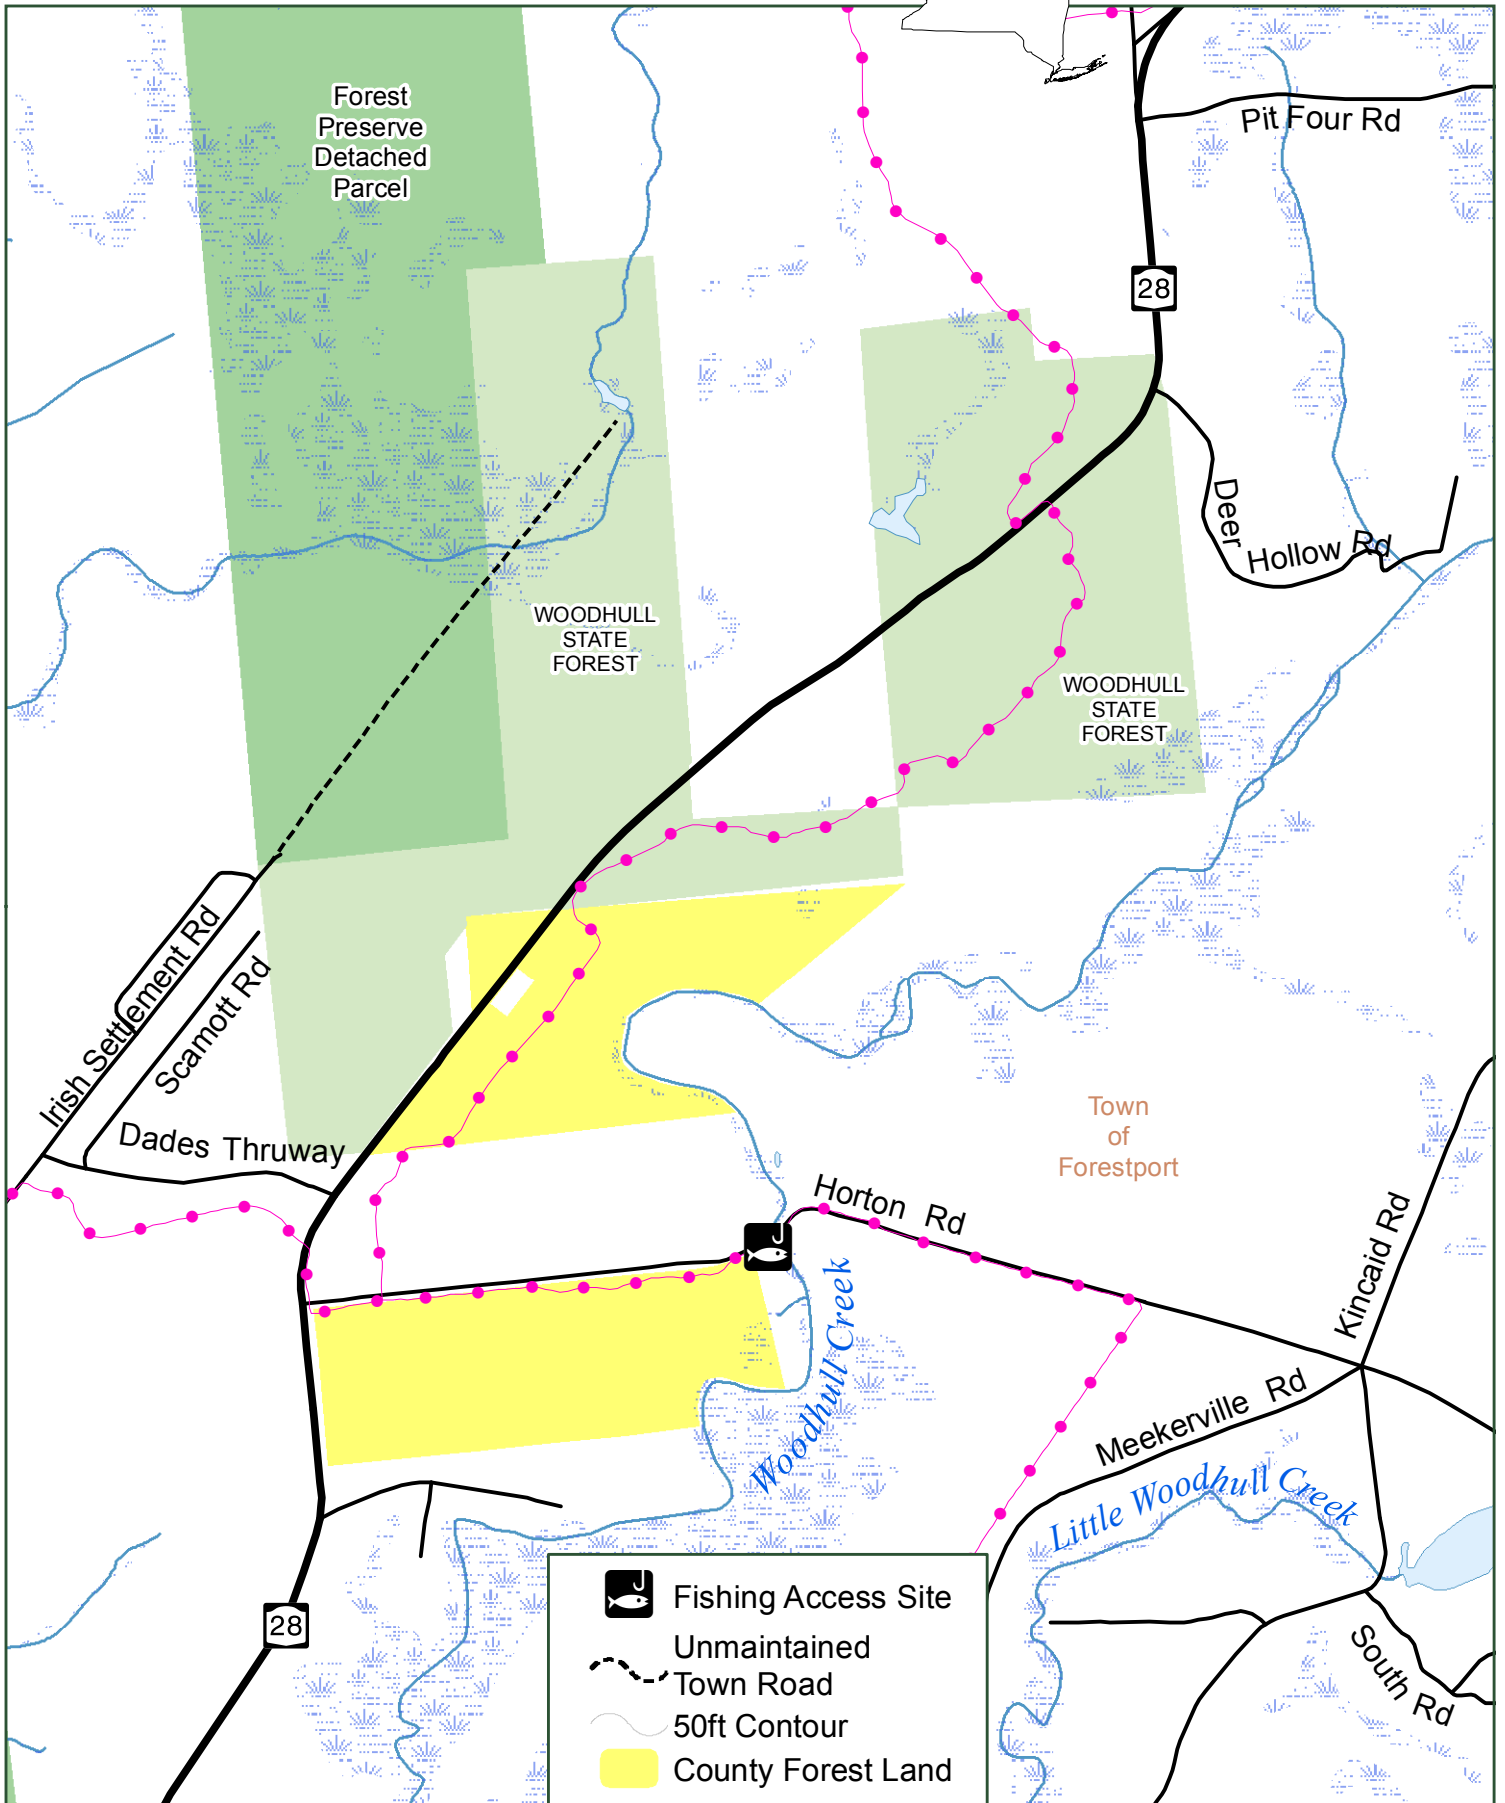 Forest
Preserve
Detached
Parcel
Pit Four Rd
28
Deer
Hollow Rd
WOODHULL
STATE
FOREST
WOODHULL
STATE
FOREST
Irish Settlement Rd
Scamott Rd
Dades Thruway
Town
of
Forestport
Horton Rd
Woodhull Creek
Kincaid Rd
Meekerville Rd
Little Woodhull Creek
28
South Rd
Fishing Access Site
Unmaintained
Town Road
50ft Contour
County Forest Land